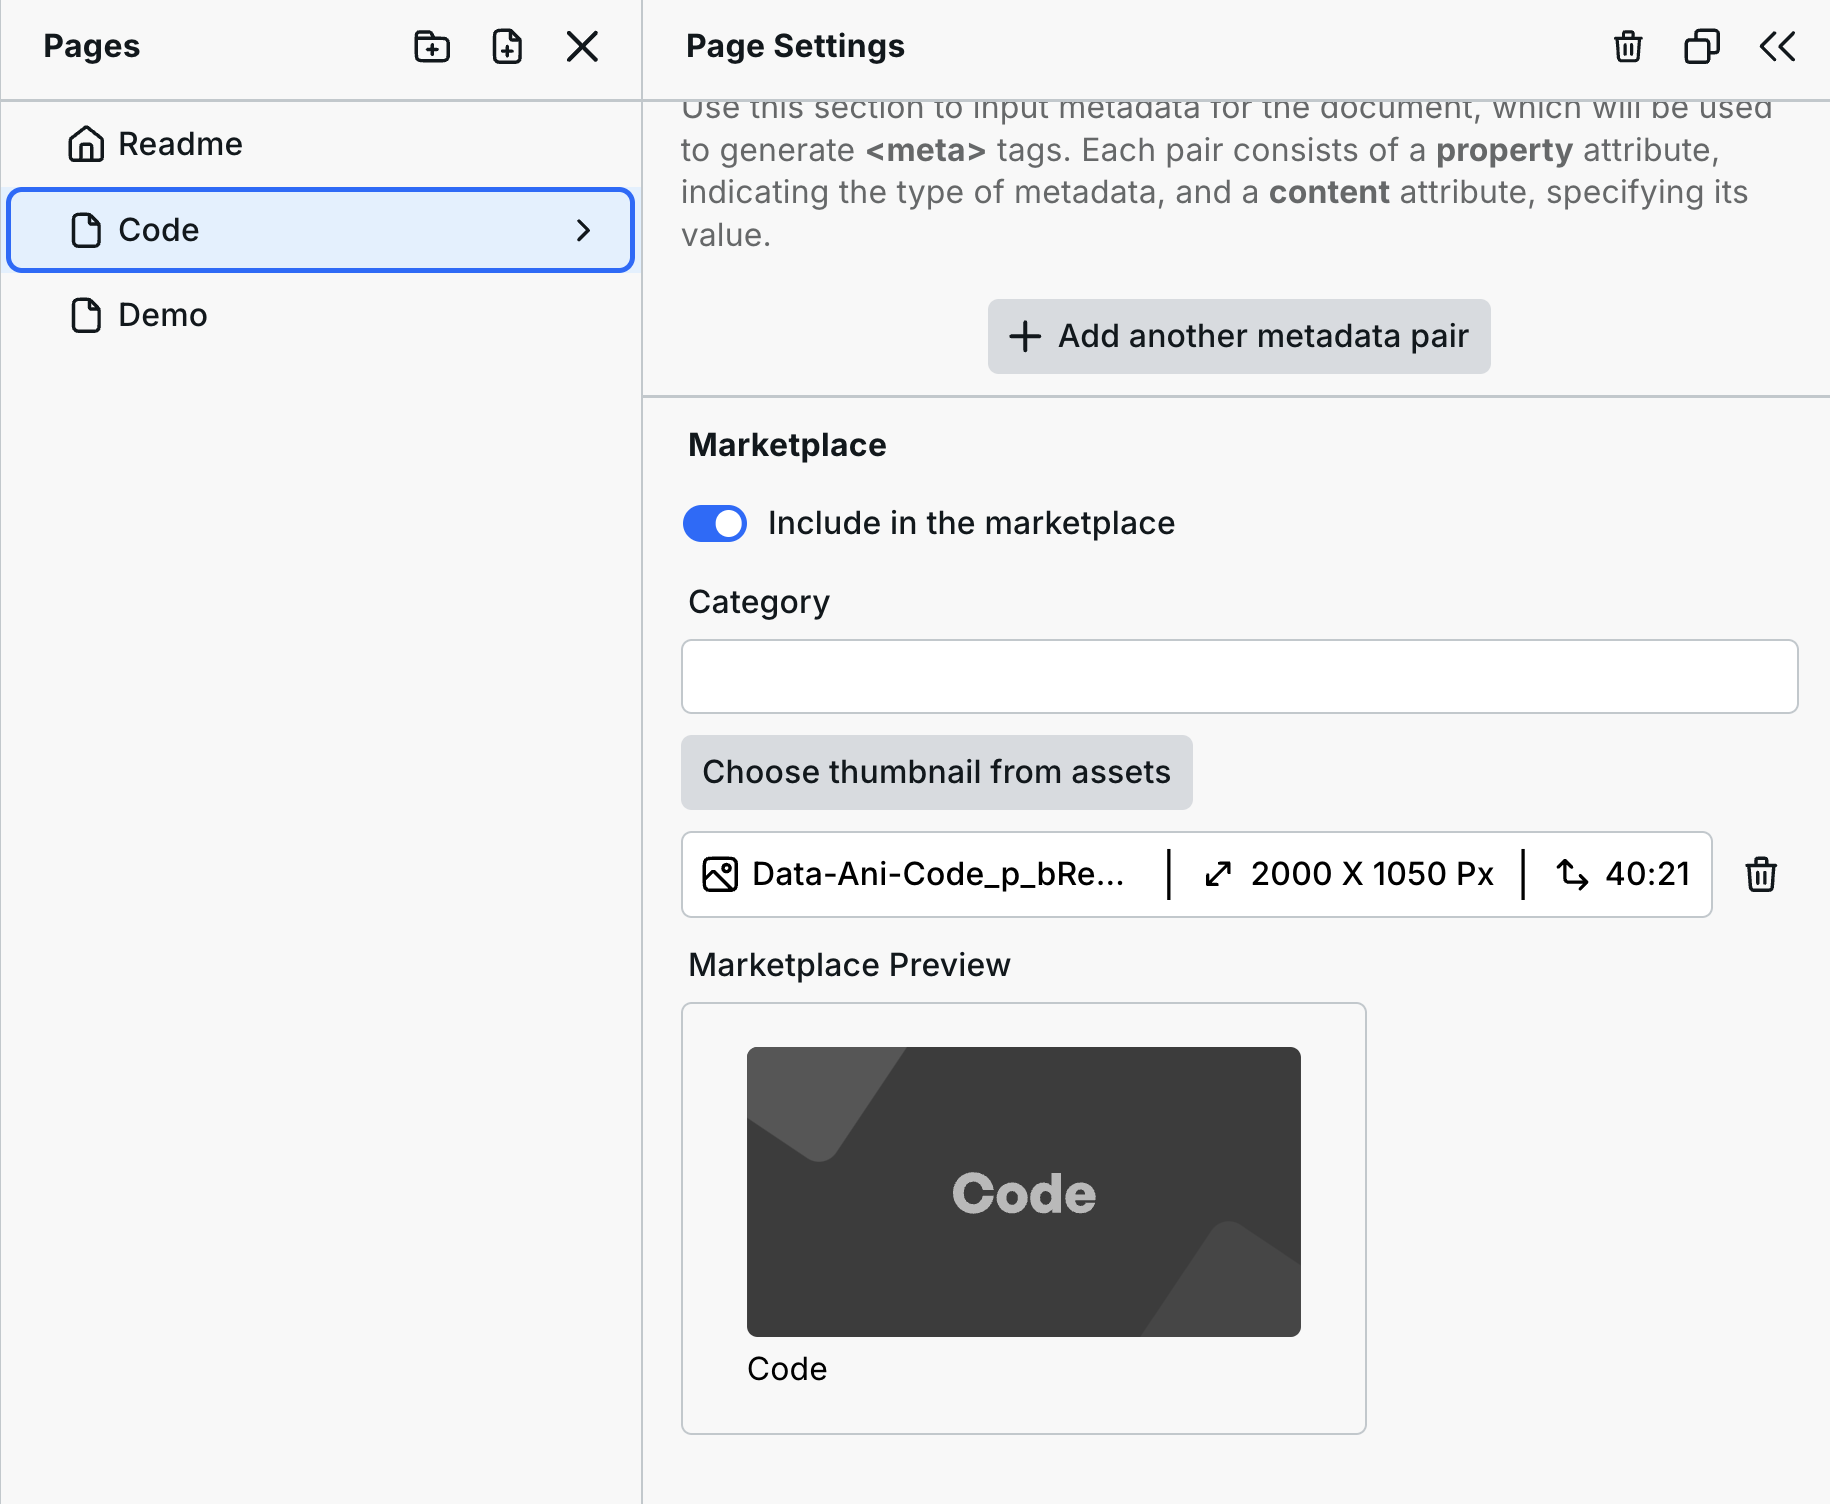 Pages
Page Settings
Readme
Code
Demo
Use this section to input metadata for the document, which will be used
to generate <meta> tags. Each pair consists of a property attribute,
indicating the type of metadata, and a content attribute, specifying its
value.
Add another metadata pair
Marketplace
Include in the marketplace
Category
Choose thumbnail from assets
Data-Ani-Code_p_bRe... 2000 X 1050 Px 40:21
Marketplace Preview
Code
Code